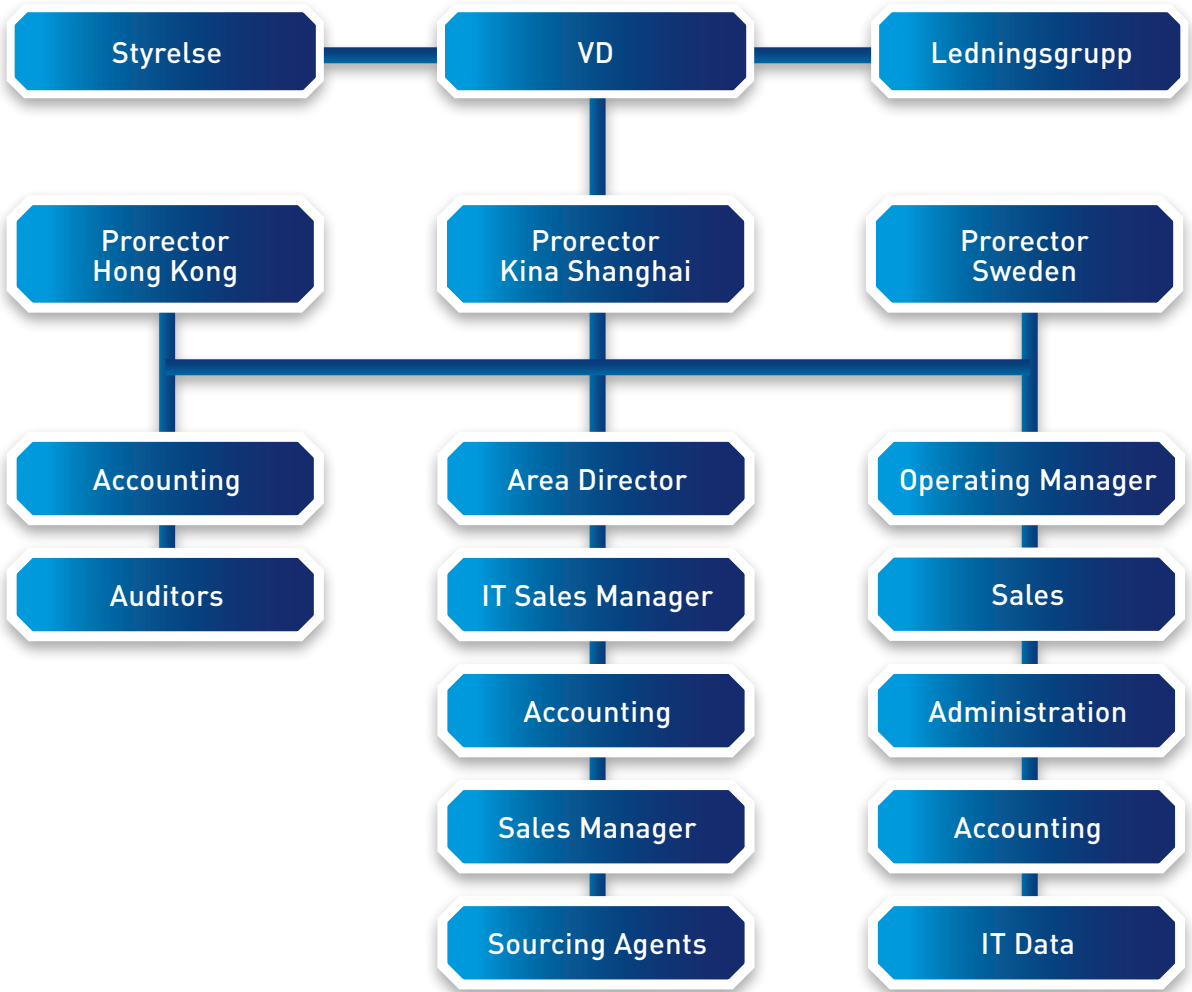 Styrelse
VD
Ledningsgrupp
Prorector
Hong Kong
Prorector
Kina Shanghai
Prorector
Sweden
Accounting
Area Director
Operating Manager
Auditors
IT Sales Manager
Sales
Accounting
Administration
Sales Manager
Accounting
Sourcing Agents
IT Data